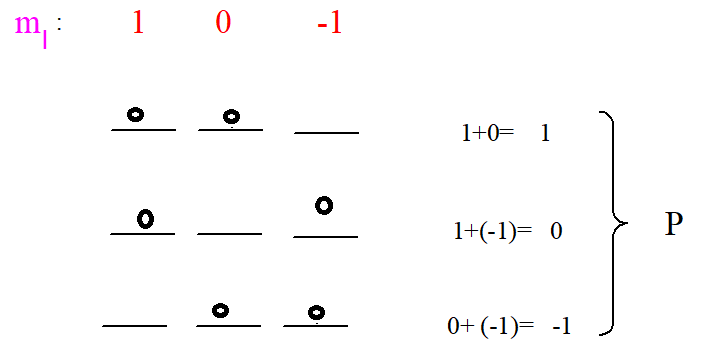 m_l : 1 0 -1
1+0= 1
1+(-1)= 0
P
0+ (-1)= -1